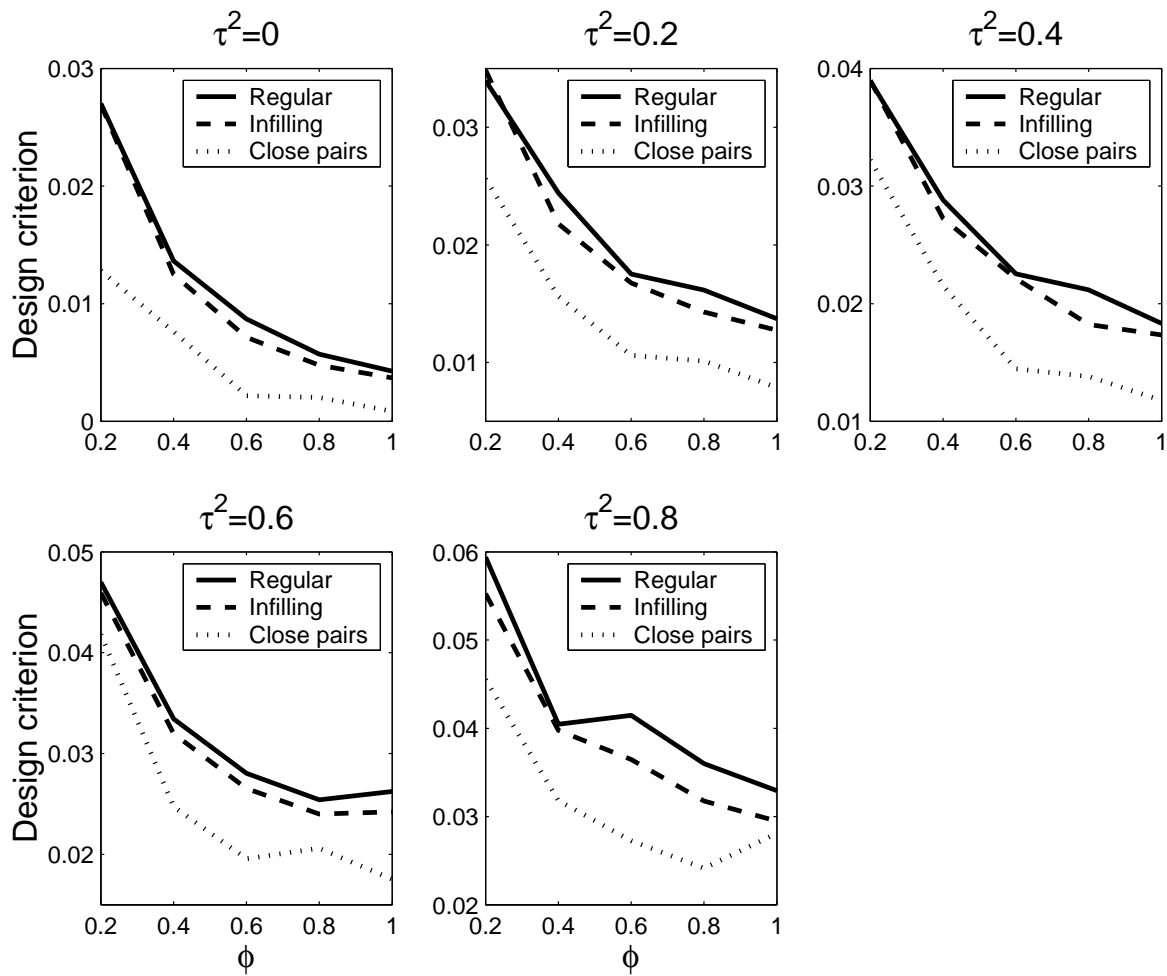 τ²=0
0.03
0.02
0.01
0
0.2 0.4 0.6 0.8 1
Design criterion
Regular
Infilling
Close pairs
τ²=0.2
0.03
0.02
0.01
0.2 0.4 0.6 0.8 1
Regular
Infilling
Close pairs
τ²=0.4
0.04
0.03
0.02
0.01
0.2 0.4 0.6 0.8 1
Regular
Infilling
Close pairs
τ²=0.6
0.05
0.04
0.03
0.02
0.2 0.4 0.6 0.8 1
Design criterion
ϕ
Regular
Infilling
Close pairs
τ²=0.8
0.06
0.05
0.04
0.03
0.02
0.2 0.4 0.6 0.8 1
ϕ
Regular
Infilling
Close pairs